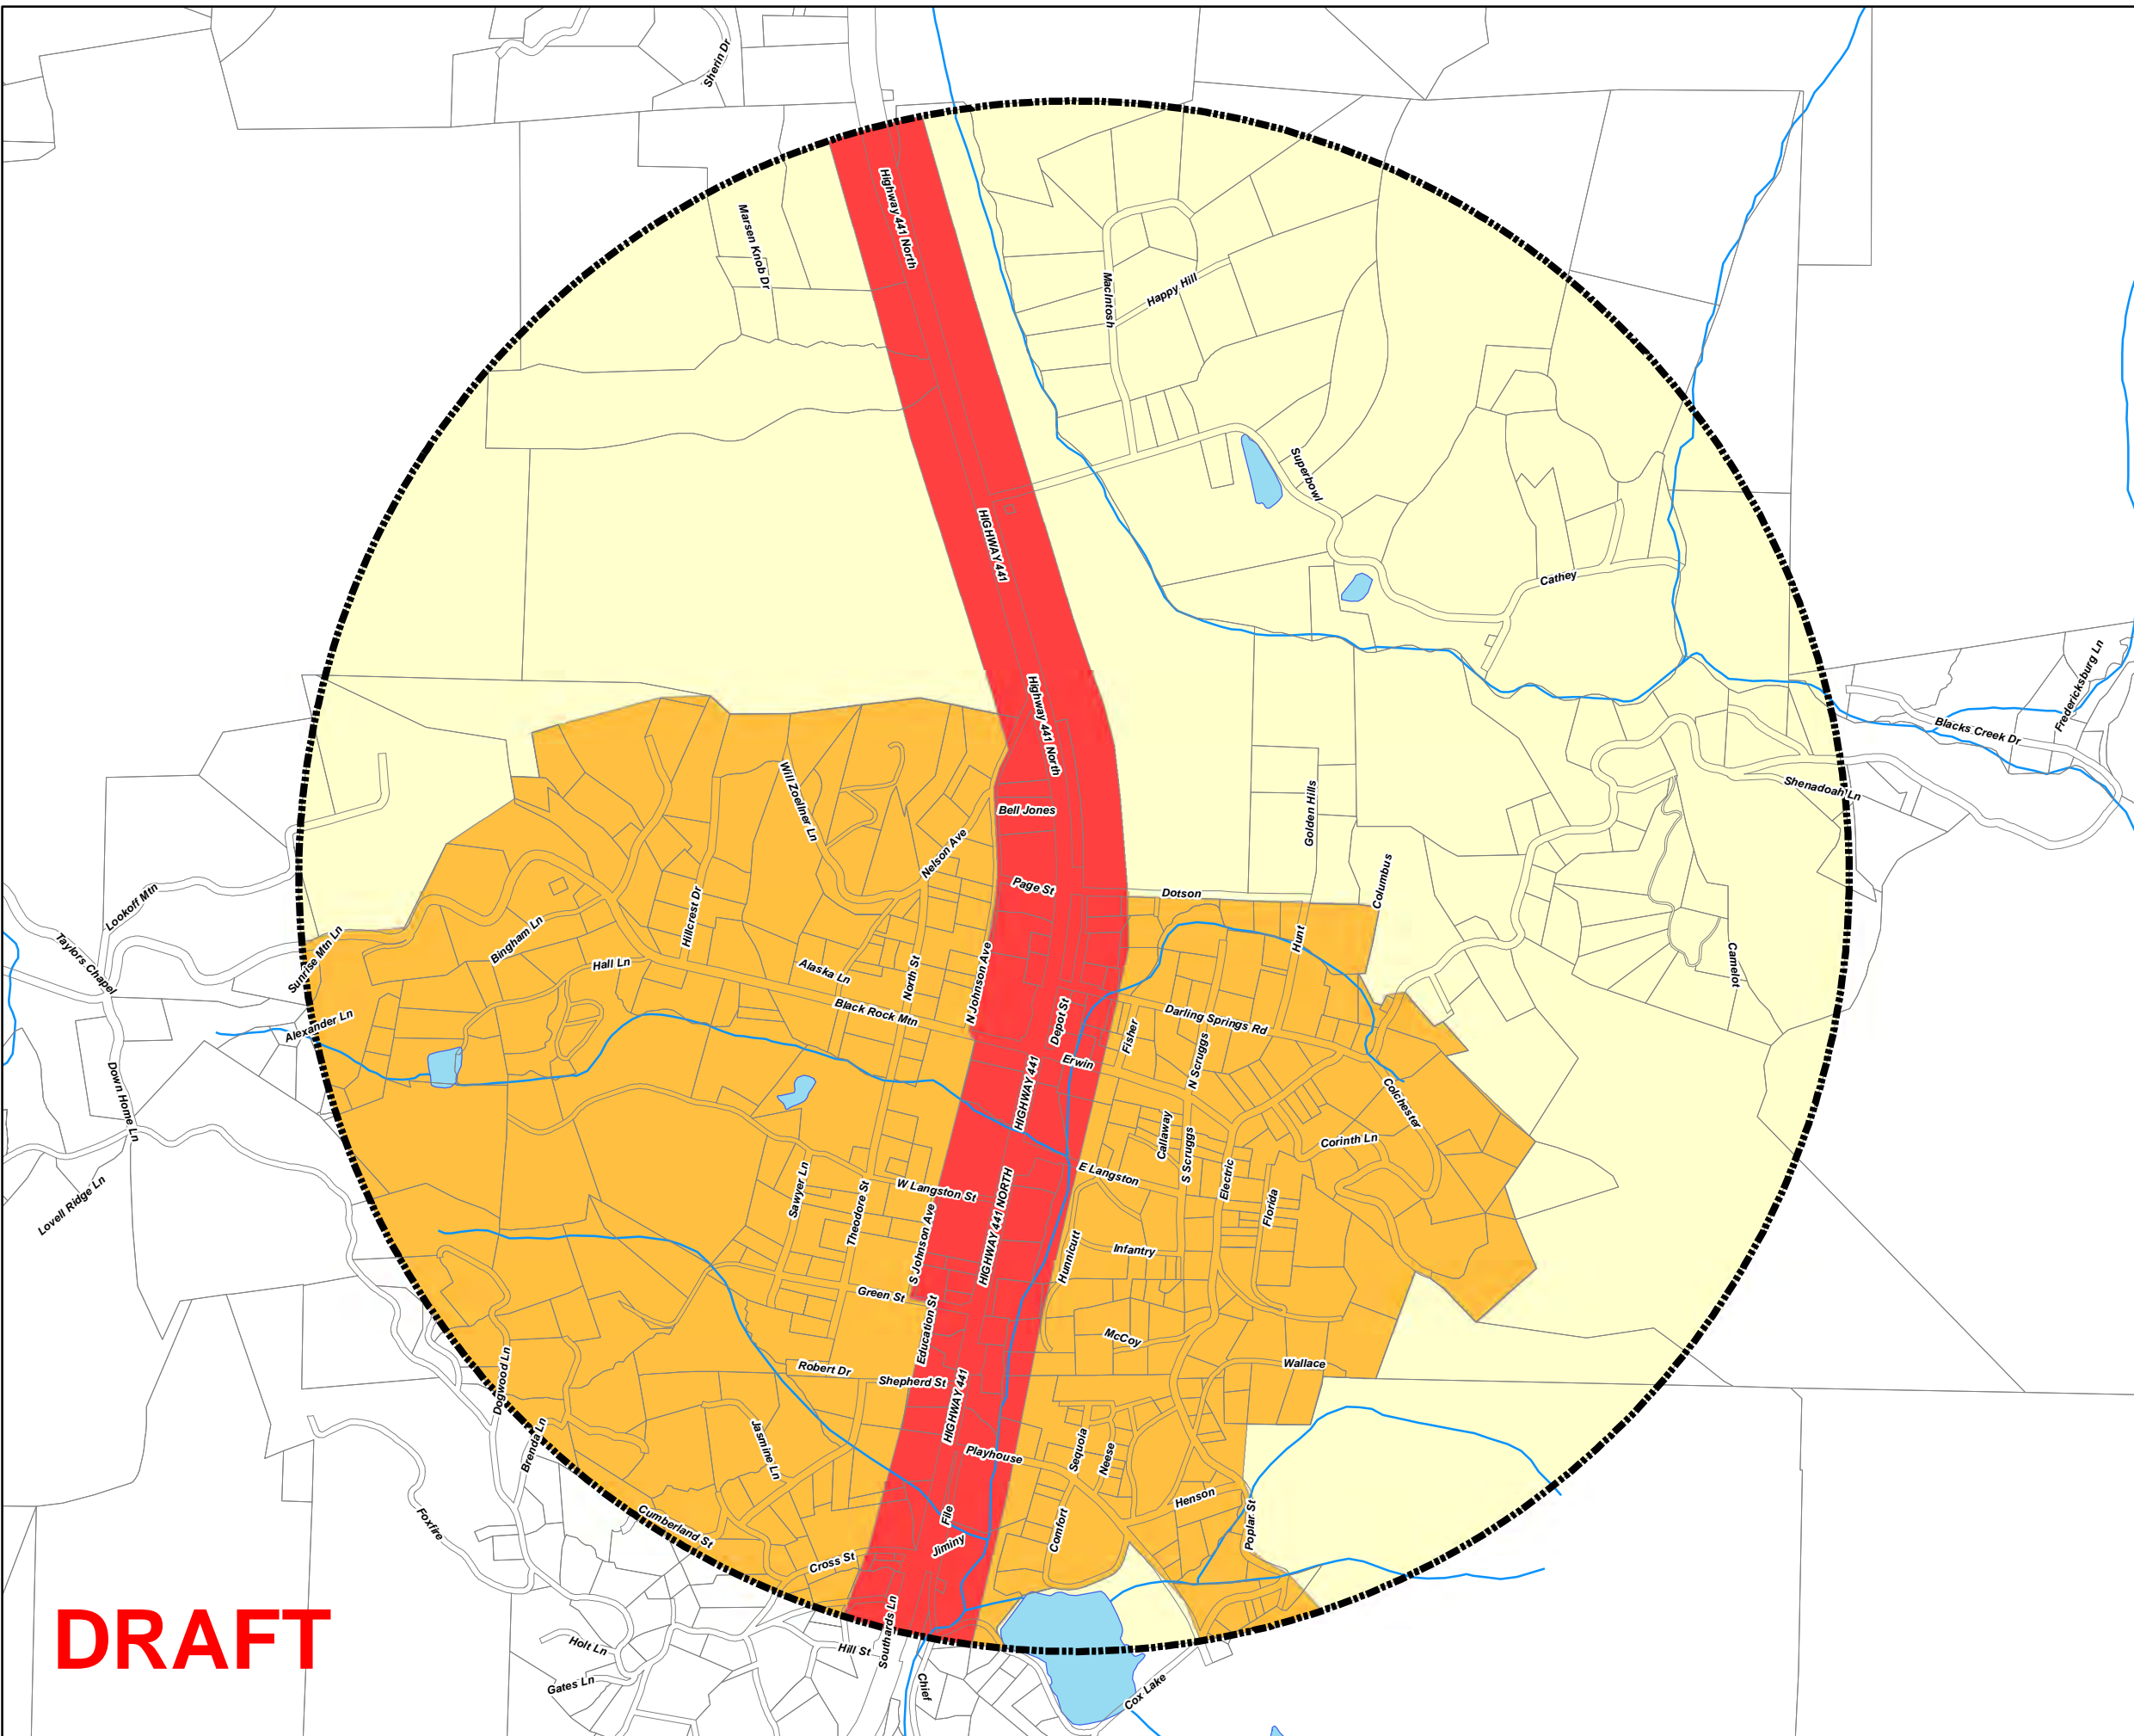 Sherin Dr
Highway 441 North
Marsen Knob Dr
MacIntosh
Happy Hill
Superbowl
HIGHWAY 441
Cathey
Fredericksburg Ln
Highway 441 North
Blacks Creek Dr
Will Zoellner Ln
Shenadoah Ln
Bell Jones
Golden Hills
Nelson Ave
Page St
Dotson
Columbus
Lookoff Mtn
Hillcrest Dr
Bingham Ln
Hunt
Taylors Chapel
Sunrise Mtn Ln
Hall Ln
Alaska Ln
North St
N Johnson Ave
Camelot
Alexander Ln
Black Rock Mtn
Depot St
Fisher
Darling Springs Rd
Erwin
N Scruggs
Down Home Ln
HIGHWAY 441
Colchester
Callaway
S Scruggs
Corinth Ln
Lovell Ridge Ln
Sawyer Ln
Theodore St
W Langston St
E Langston
Electric
Florida
S Johnson Ave
HIGHWAY 441 NORTH
Hunnicutt
Infantry
Green St
Education St
McCoy
Dogwood Ln
Robert Dr
Shepherd St
Wallace
HIGHWAY 441
Brenda Ln
Jasmine Ln
Playhouse
Sequoia
Neese
Foxfire
Cumberland St
File
Henson
Comfort
Poplar St
Cross St
Jiminy
DRAFT
Holt Ln
Hill St
Southards Ln
Gates Ln
Chief
Cox Lake